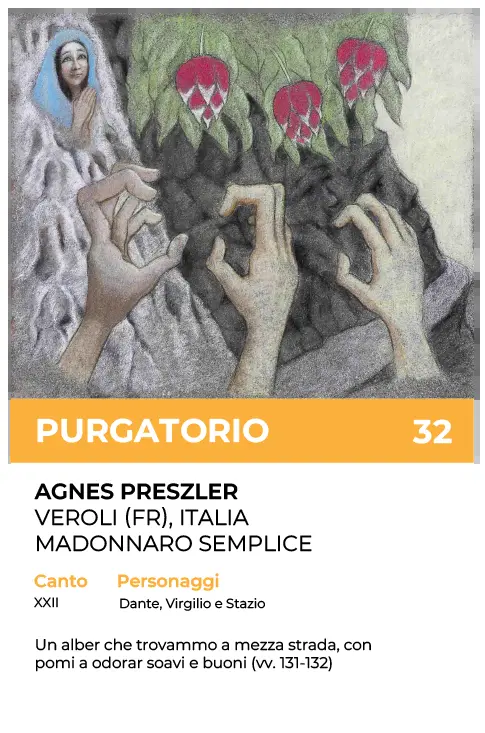 PURGATORIO 32
AGNES PRESZLER
VEROLI (FR), ITALIA
MADONNARO SEMPLICE
Canto Personaggi
XXII Dante, Virgilio e Stazio
Un alber che trovammo a mezza strada, con
pomi a odorar soavi e buoni (vv. 131-132)